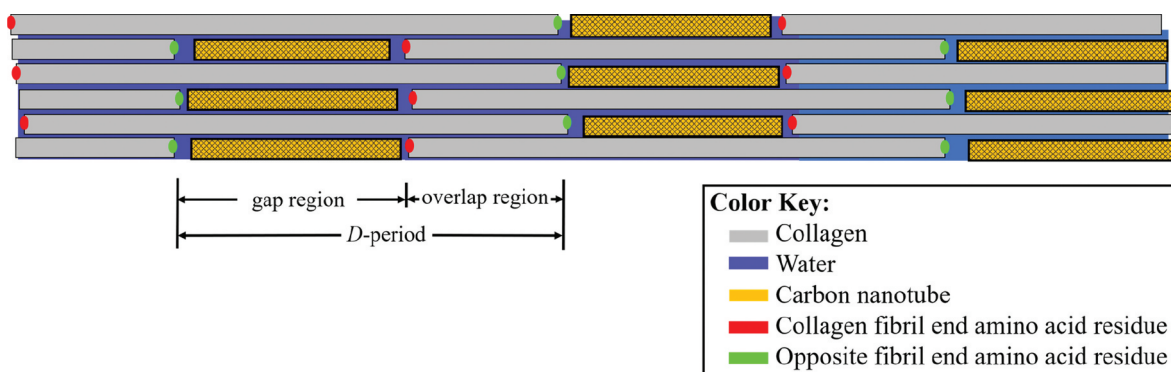 gap region
overlap region
D-period
Color Key:
Collagen
Water
Carbon nanotube
Collagen fibril end amino acid residue
Opposite fibril end amino acid residue